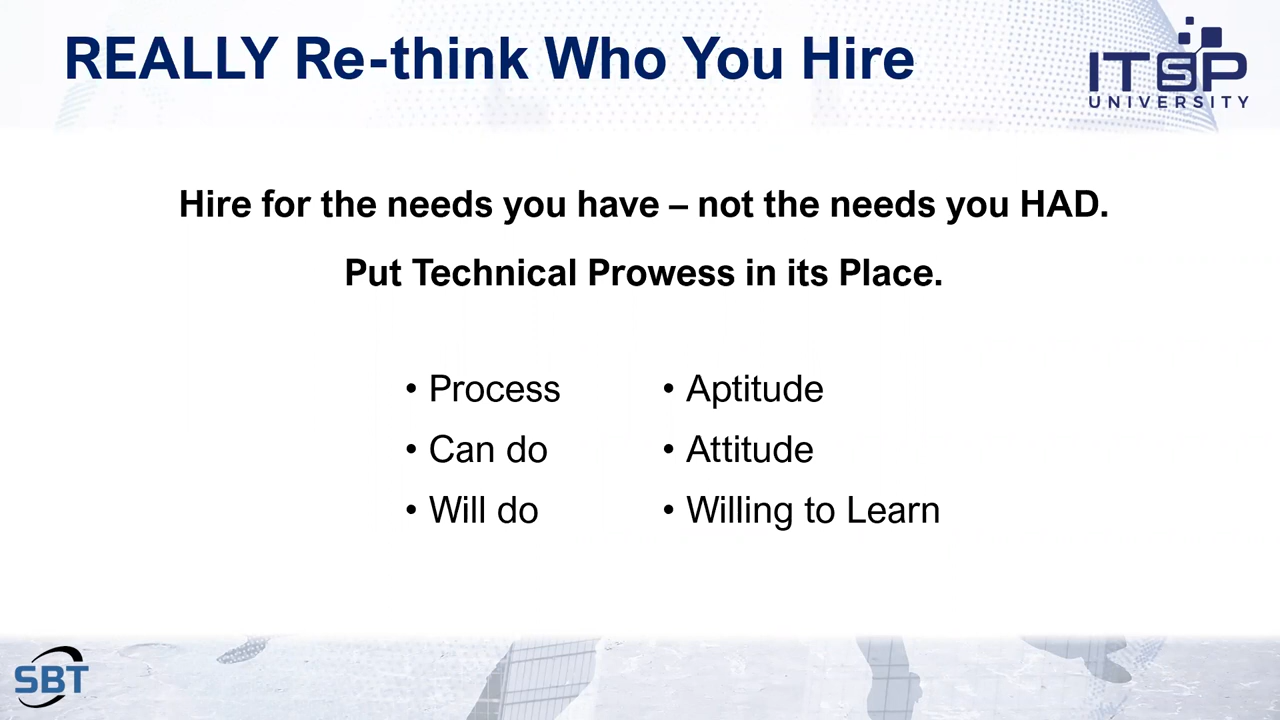 REALLY Re-think Who You Hire
ITSP
UNIVERSITY
Hire for the needs you have – not the needs you HAD.
Put Technical Prowess in its Place.
• Process
• Can do
• Will do
• Aptitude
• Attitude
• Willing to Learn
SBT